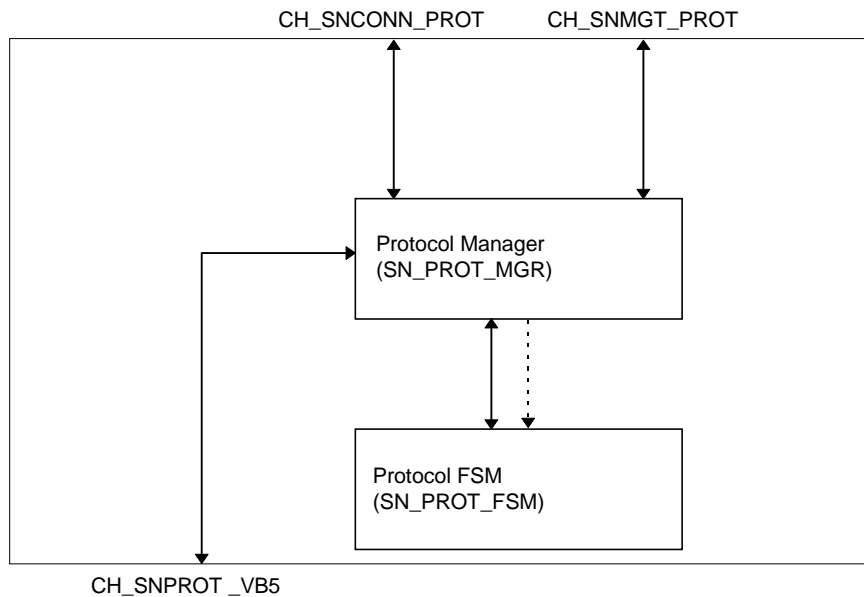 CH_SNCONN_PROT
CH_SNMGT_PROT
Protocol Manager
(SN_PROT_MGR)
Protocol FSM
(SN_PROT_FSM)
CH_SNPROT _VB5